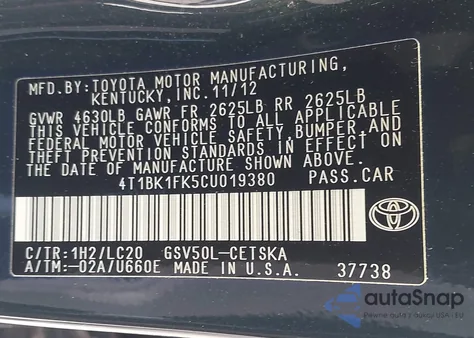 MFD.BY: TOYOTA MOTOR MANUFACTURING,
KENTUCKY, INC. 11/12
GVWR 4630LB GAWR FR 2625LB RR 2625LB
THIS VEHICLE CONFORMS TO ALL APPLICABLE FED-
ERAL MOTOR VEHICLE SAFETY, BUMPER, AND
THEFT PREVENTION STANDARDS IN EFFECT ON THE
DATE OF MANUFACTURE SHOWN ABOVE.
4T1BK1FK5CU019380 PASS.CAR
C/TR: 1H2/LC20 GSV50L-CETSKA
A/TM: -02A/U660E MADE IN U.S.A. 37738
autoSnap